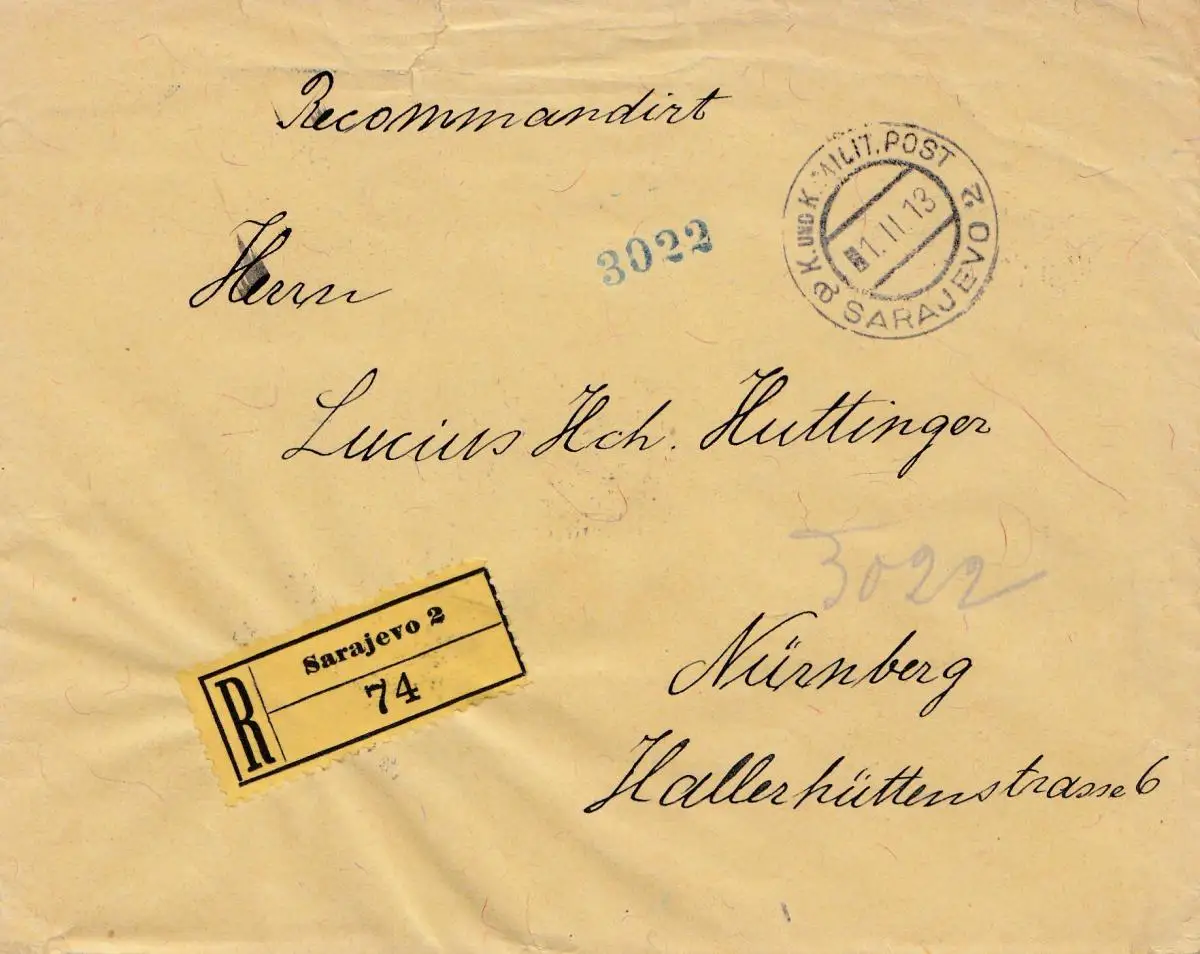 Recommandirt
K. UND K. MILIT. POST
1. II. 13
SARAJEVO 2
a
3022
Herrn
Lucius Hch. Huttinger
3022
Sarajevo 2
R
74
Nürnberg
Hallerhüttenstrasse 6